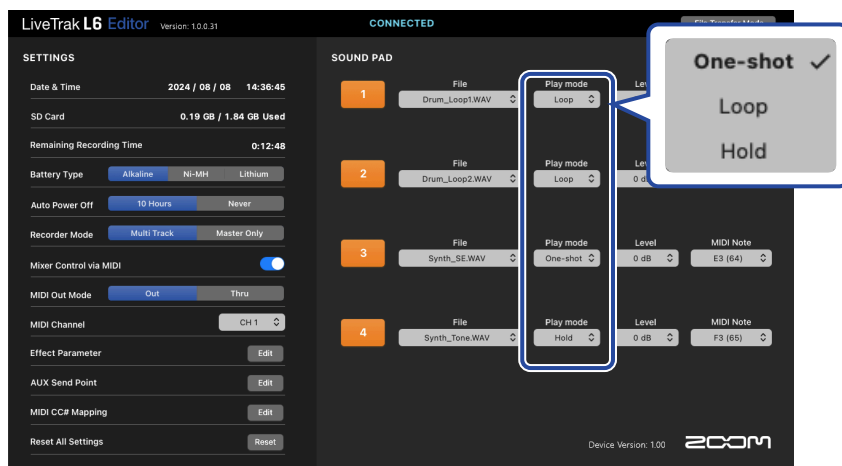 LiveTrak L6 Editor Version: 1.0.0.31
CONNECTED
SETTINGS
Date & Time 2024 / 08 / 08 14:36:45
SD Card 0.19 GB / 1.84 GB Used
Remaining Recording Time 0:12:48
Battery Type Alkaline Ni-MH Lithium
Auto Power Off 10 Hours Never
Recorder Mode Multi Track Master Only
Mixer Control via MIDI
MIDI Out Mode Out Thru
MIDI Channel CH 1
Effect Parameter Edit
AUX Send Point Edit
MIDI CC# Mapping Edit
Reset All Settings Reset
SOUND PAD
File Play mode
1 Drum_Loop1.WAV Loop
File Play mode
2 Drum_Loop2.WAV Loop
File Play mode Level MIDI Note
3 Synth_SE.WAV One-shot 0 dB E3 (64)
File Play mode Level MIDI Note
4 Synth_Tone.WAV Hold 0 dB F3 (65)
One-shot ✓
Loop
Hold
Device Version: 1.00 ZOOM